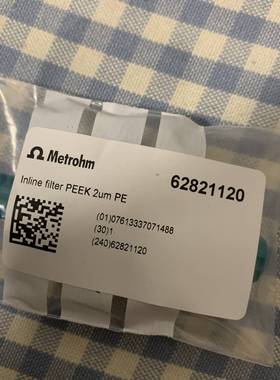 Metrohm
62821120
Inline filter PEEK 2um PE
(01)07613337071488
(30)1
(240)62821120